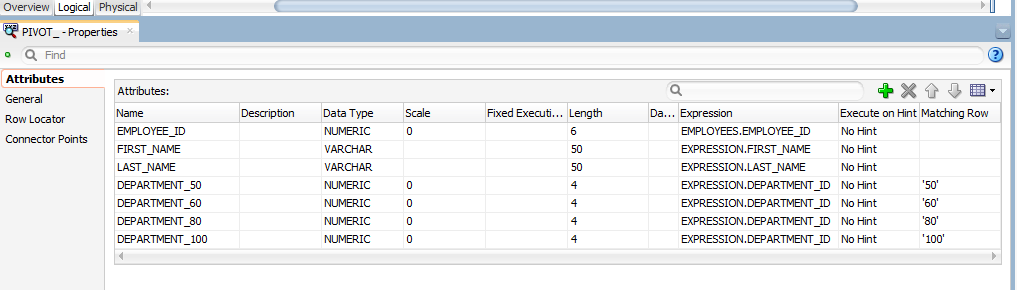 Overview Logical Physical
PIVOT_ - Properties
Find
Attributes
General
Row Locator
Connector Points
Attributes:
Name Description Data Type Scale Fixed Executi... Length Da... Expression Execute on Hint Matching Row
EMPLOYEE_ID NUMERIC 0 6 EMPLOYEES.EMPLOYEE_ID No Hint
FIRST_NAME VARCHAR 50 EXPRESSION.FIRST_NAME No Hint
LAST_NAME VARCHAR 50 EXPRESSION.LAST_NAME No Hint
DEPARTMENT_50 NUMERIC 0 4 EXPRESSION.DEPARTMENT_ID No Hint '50'
DEPARTMENT_60 NUMERIC 0 4 EXPRESSION.DEPARTMENT_ID No Hint '60'
DEPARTMENT_80 NUMERIC 0 4 EXPRESSION.DEPARTMENT_ID No Hint '80'
DEPARTMENT_100 NUMERIC 0 4 EXPRESSION.DEPARTMENT_ID No Hint '100'